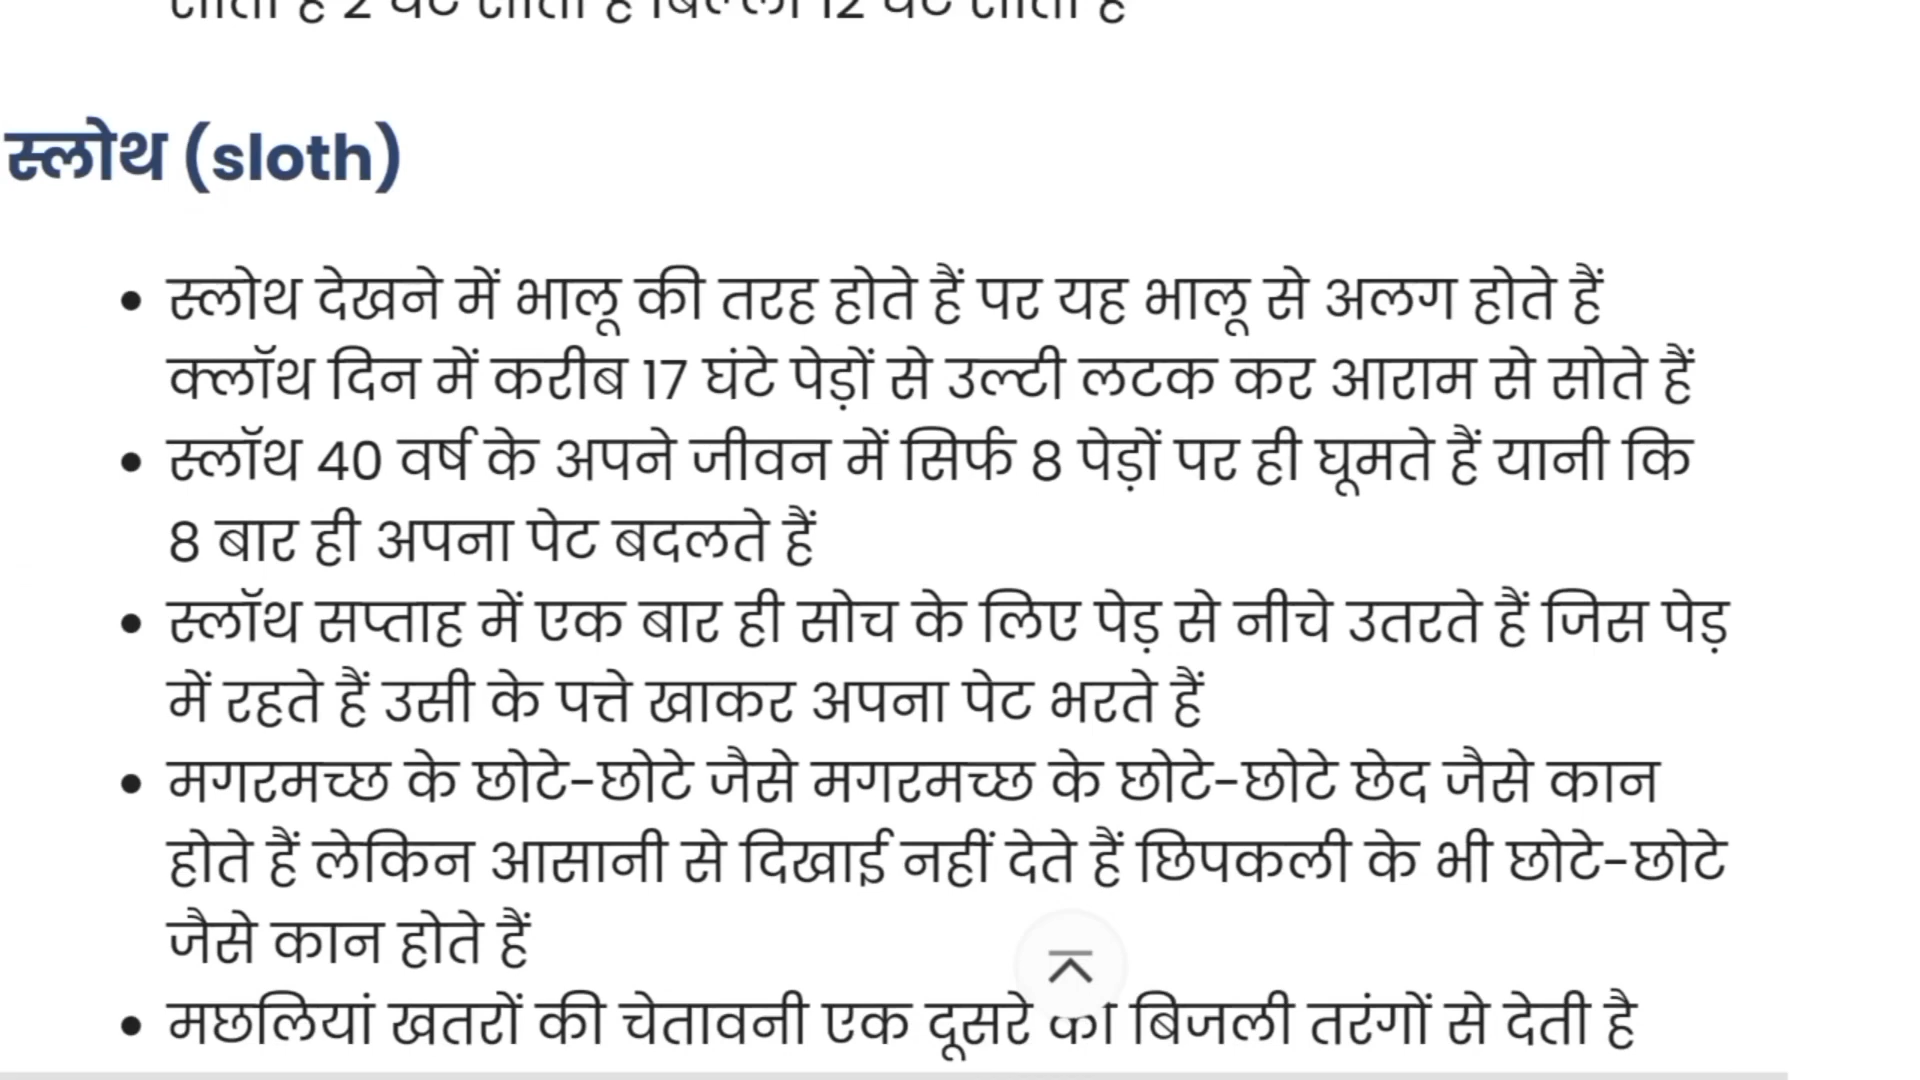 स्लोथ (sloth)
स्लोथ देखने में भालू की तरह होते हैं पर यह भालू से अलग होते हैं
क्लॉथ दिन में करीब 17 घंटे पेड़ों से उल्टी लटक कर आराम से सोते हैं
स्लॉथ 40 वर्ष के अपने जीवन में सिर्फ 8 पेड़ों पर ही घूमते हैं यानी कि
8 बार ही अपना पेट बदलते हैं
स्लॉथ सप्ताह में एक बार ही सोच के लिए पेड़ से नीचे उतरते हैं जिस पेड़
में रहते हैं उसी के पत्ते खाकर अपना पेट भरते हैं
मगरमच्छ के छोटे-छोटे जैसे मगरमच्छ के छोटे-छोटे छेद जैसे कान
होते हैं लेकिन आसानी से दिखाई नहीं देते हैं छिपकली के भी छोटे-छोटे
जैसे कान होते हैं
मछलियां खतरों की चेतावनी एक दूसरे बिजली तरंगों से देती है